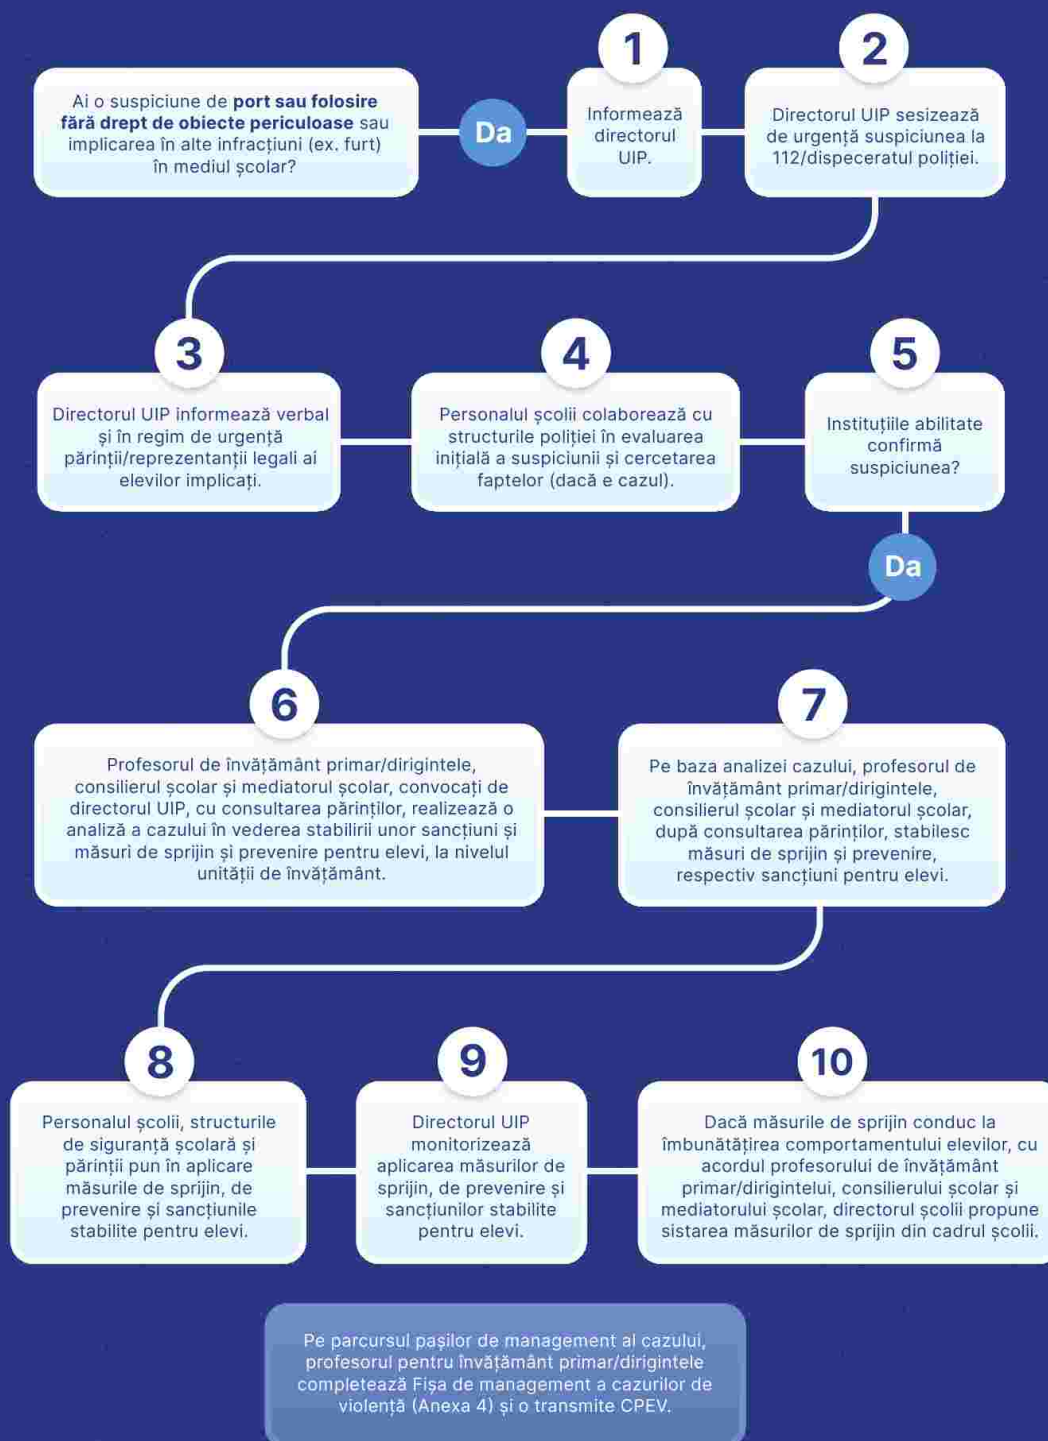 Ai o suspiciune de port sau folosire
fără drept de obiecte periculoase sau
implicarea în alte infracțiuni (ex. furt)
în mediul școlar?
Da
1
Informează
directorul
UIP.
2
Directorul UIP sesizează
de urgență suspiciunea la
112/dispeceratul poliției.
3
Directorul UIP informează verbal
și în regim de urgență
părinții/reprezentanții legali ai
elevilor implicați.
4
Personalul școlii colaborează cu
structurile poliției în evaluarea
inițială a suspiciunii și cercetarea
faptelor (dacă e cazul).
5
Instituțiile abilitate
confirmă
suspiciunea?
Da
6
Profesorul de învățământ primar/dirigintele,
consilierul școlar și mediatorul școlar, convocați de
directorul UIP, cu consultarea părinților, realizează o
analiză a cazului în vederea stabilirii unor sancțiuni și
măsuri de sprijin și prevenire pentru elevi, la nivelul
unității de învățământ.
7
Pe baza analizei cazului, profesorul de
învățământ primar/dirigintele,
consilierul școlar și mediatorul școlar,
după consultarea părinților, stabilesc
măsuri de sprijin și prevenire,
respectiv sancțiuni pentru elevi.
8
Personalul școlii, structurile
de siguranță școlară și
părinții pun în aplicare
măsurile de sprijin, de
prevenire și sancțiunile
stabilite pentru elevi.
9
Directorul UIP
monitorizează
aplicarea măsurilor de
sprijin, de prevenire și
sancțiunilor stabilite
pentru elevi.
10
Dacă măsurile de sprijin conduc la
îmbunătățirea comportamentului elevilor, cu
acordul profesorului de învățământ
primar/dirigintelui, consilierului școlar și
mediatorului școlar, directorul școlii propune
sistarea măsurilor de sprijin din cadrul școlii.
Pe parcursul pașilor de management al cazului,
profesorul pentru învățământ primar/dirigintele
completează Fișa de management a cazurilor de
violență (Anexa 4) și o transmite CPEV.